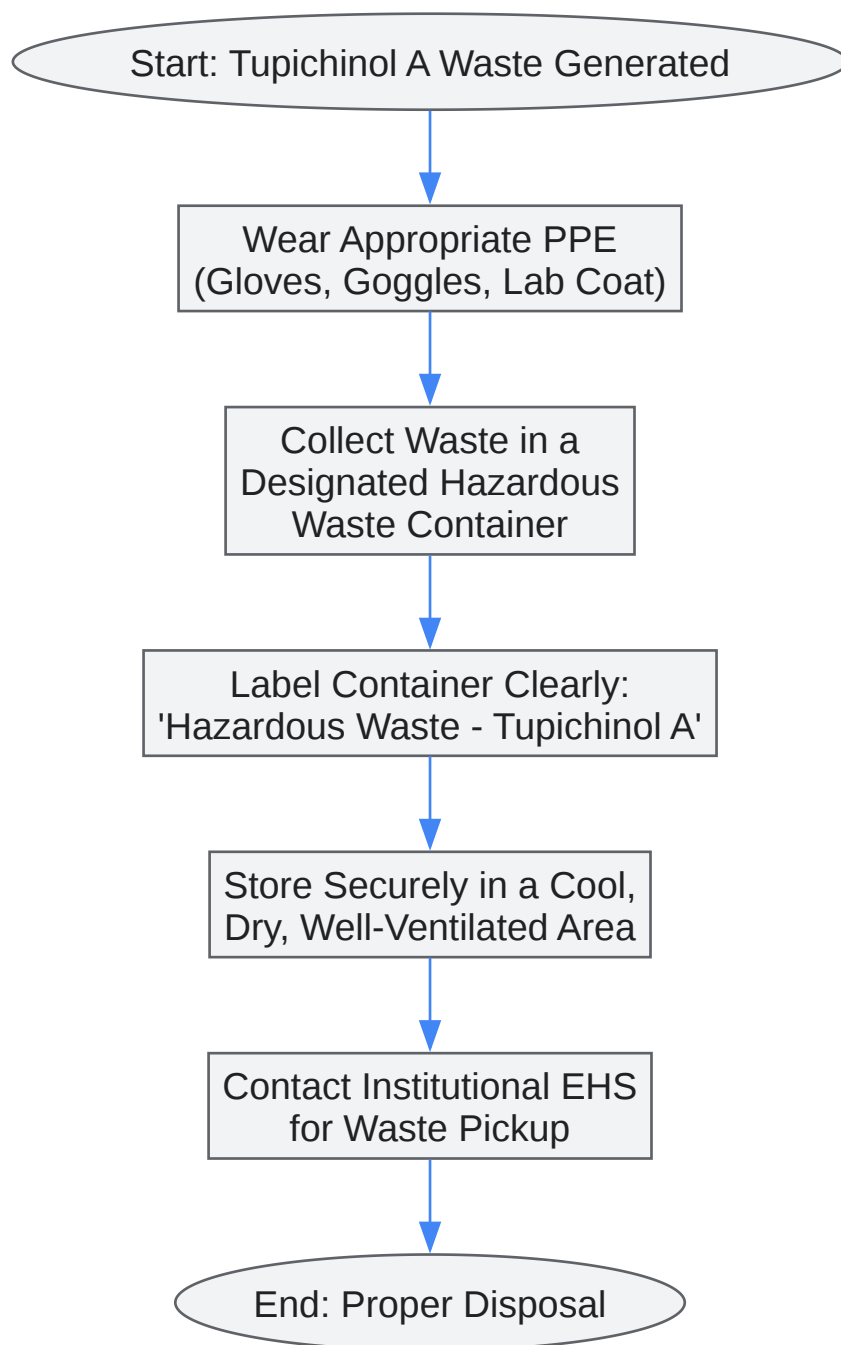 Start: Tupichinol A Waste Generated
Wear Appropriate PPE
(Gloves, Goggles, Lab Coat)
Collect Waste in a
Designated Hazardous
Waste Container
Label Container Clearly:
'Hazardous Waste - Tupichinol A'
Store Securely in a Cool,
Dry, Well-Ventilated Area
Contact Institutional EHS
for Waste Pickup
End: Proper Disposal